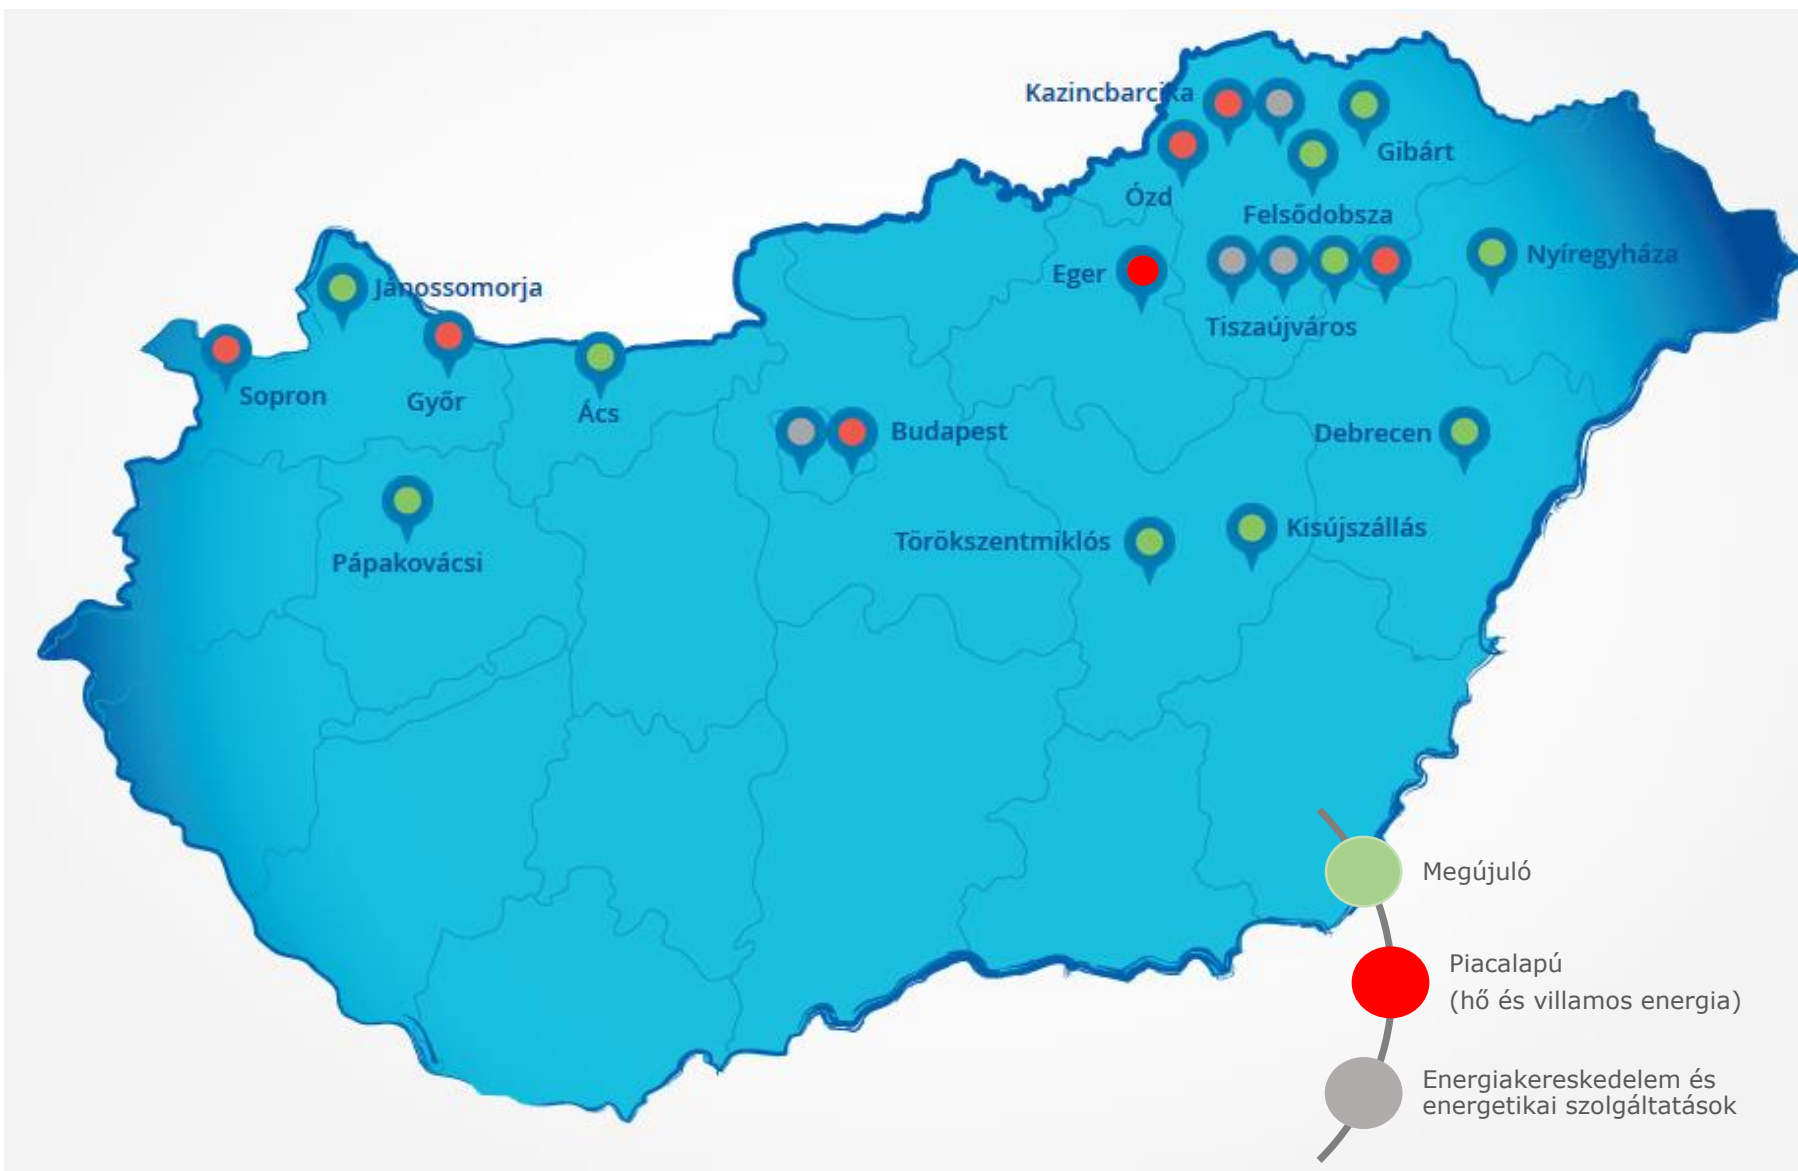 Kazincbarcika
Gibárt
Ózd
Felsődobsza
Nyíregyháza
Eger
Jánossomorja
Tiszaújváros
Sopron
Győr
Ács
Budapest
Debrecen
Kisújszállás
Törökszentmiklós
Pápakovácsi
Megújuló
Piacalapú
(hő és villamos energia)
Energiakereskedelem és
energetikai szolgáltatások